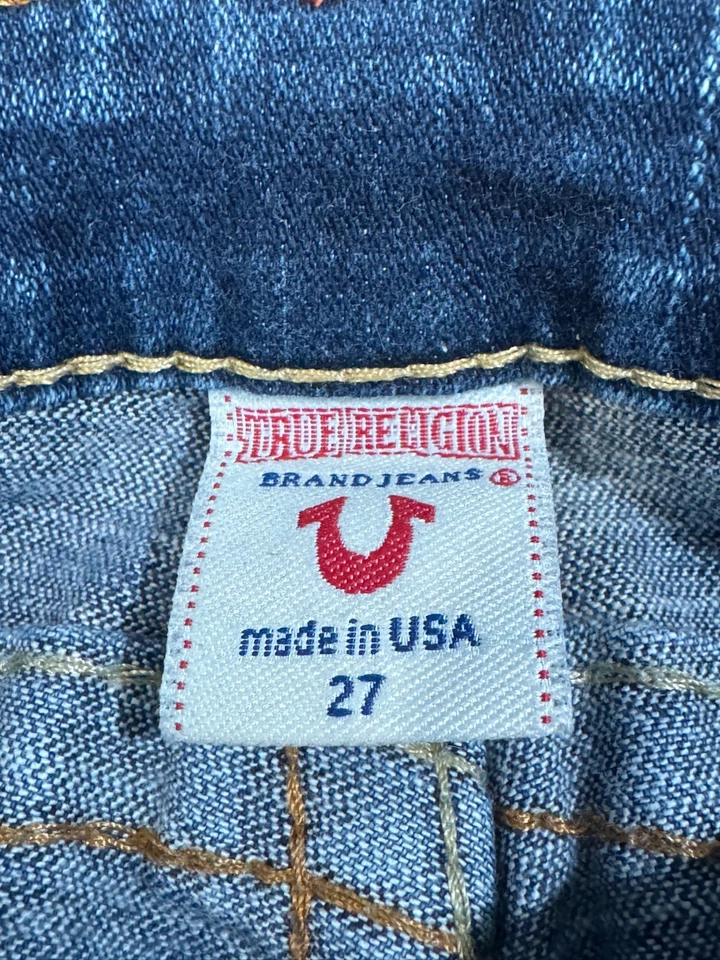 TRUE RELIGION
BRAND JEANS ®
made in USA
27